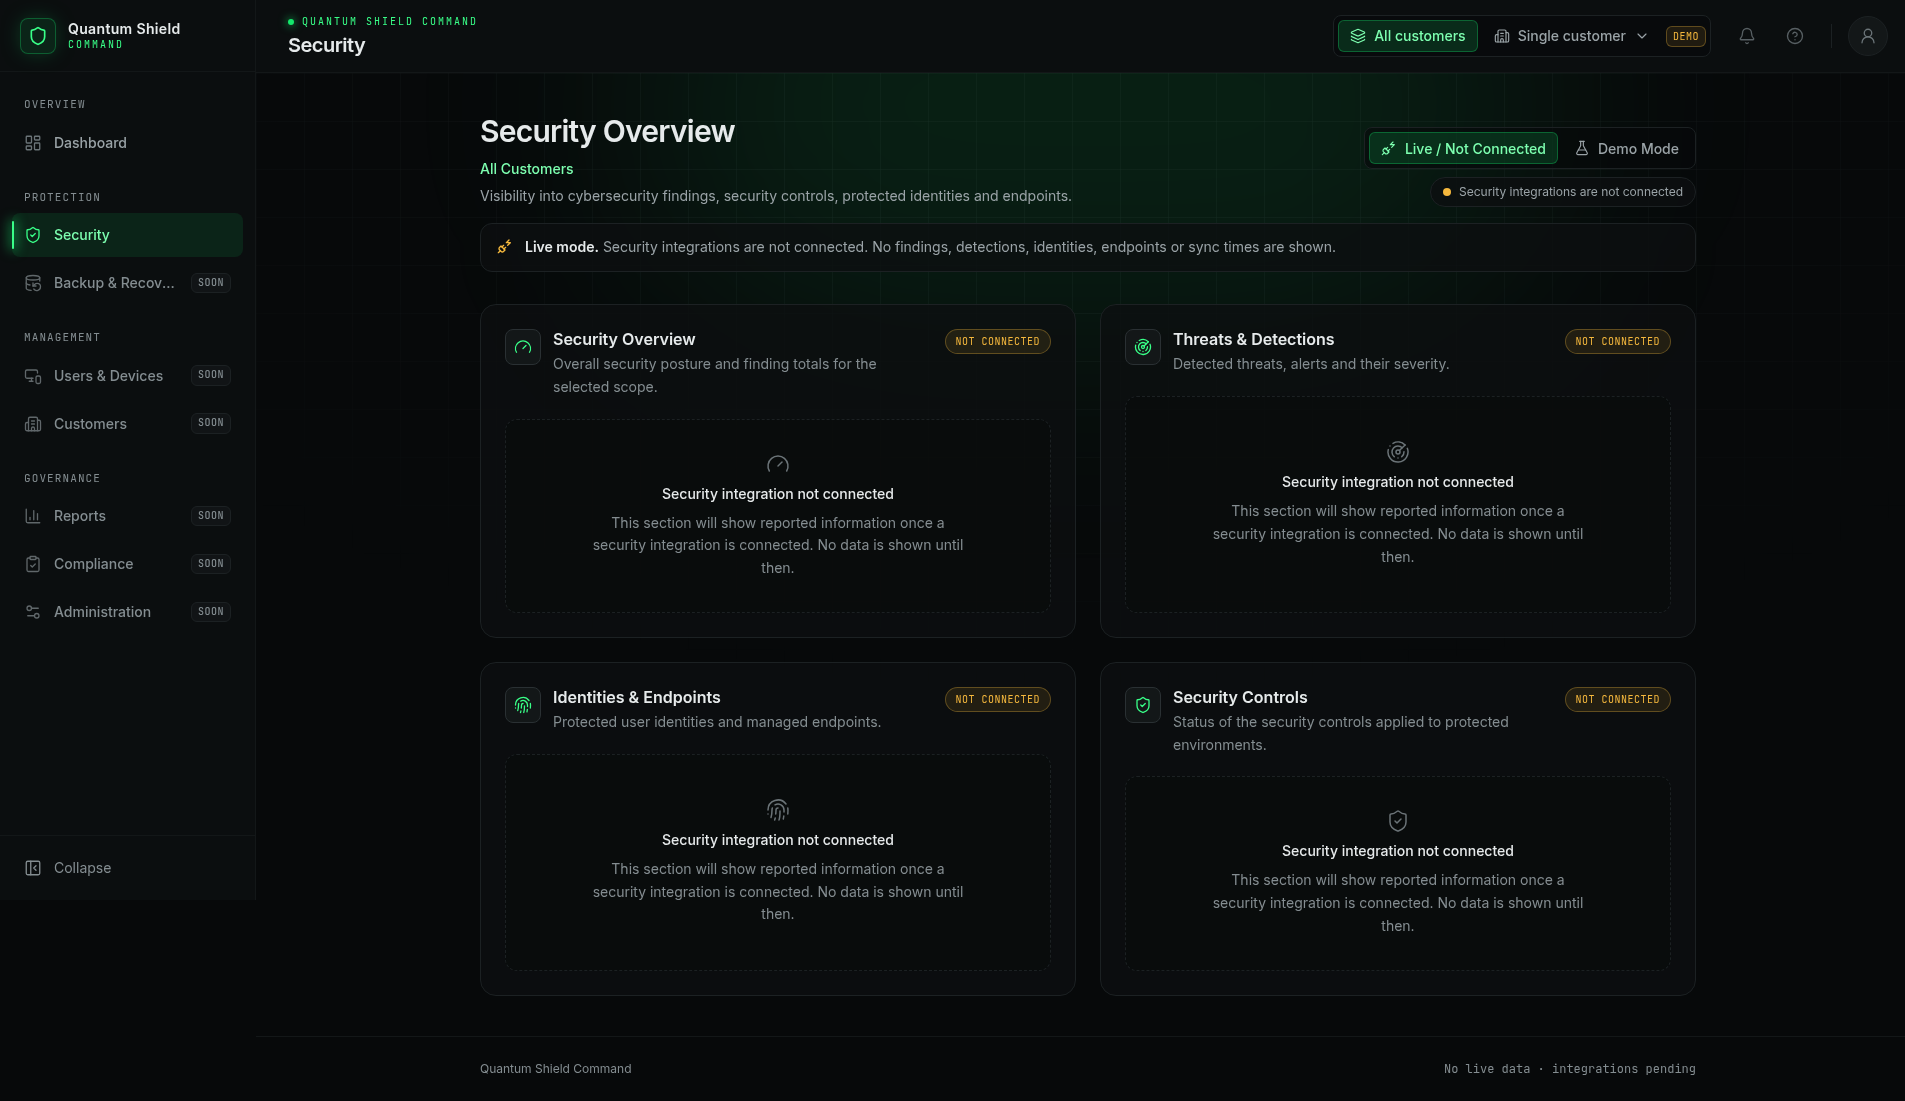 Quantum Shield
COMMAND
QUANTUM SHIELD COMMAND
Security
All customers
Single customer
DEMO
OVERVIEW
Dashboard
PROTECTION
Security
Backup & Recov...
SOON
MANAGEMENT
Users & Devices
SOON
Customers
SOON
GOVERNANCE
Reports
SOON
Compliance
SOON
Administration
SOON
Collapse
Security Overview
All Customers
Visibility into cybersecurity findings, security controls, protected identities and endpoints.
Live / Not Connected
Demo Mode
Security integrations are not connected
Live mode. Security integrations are not connected. No findings, detections, identities, endpoints or sync times are shown.
Security Overview
NOT CONNECTED
Overall security posture and finding totals for the
selected scope.
Security integration not connected
This section will show reported information once a
security integration is connected. No data is shown until
then.
Threats & Detections
NOT CONNECTED
Detected threats, alerts and their severity.
Security integration not connected
This section will show reported information once a
security integration is connected. No data is shown until
then.
Identities & Endpoints
NOT CONNECTED
Protected user identities and managed endpoints.
Security integration not connected
This section will show reported information once a
security integration is connected. No data is shown until
then.
Security Controls
NOT CONNECTED
Status of the security controls applied to protected
environments.
Security integration not connected
This section will show reported information once a
security integration is connected. No data is shown until
then.
Quantum Shield Command
No live data · integrations pending